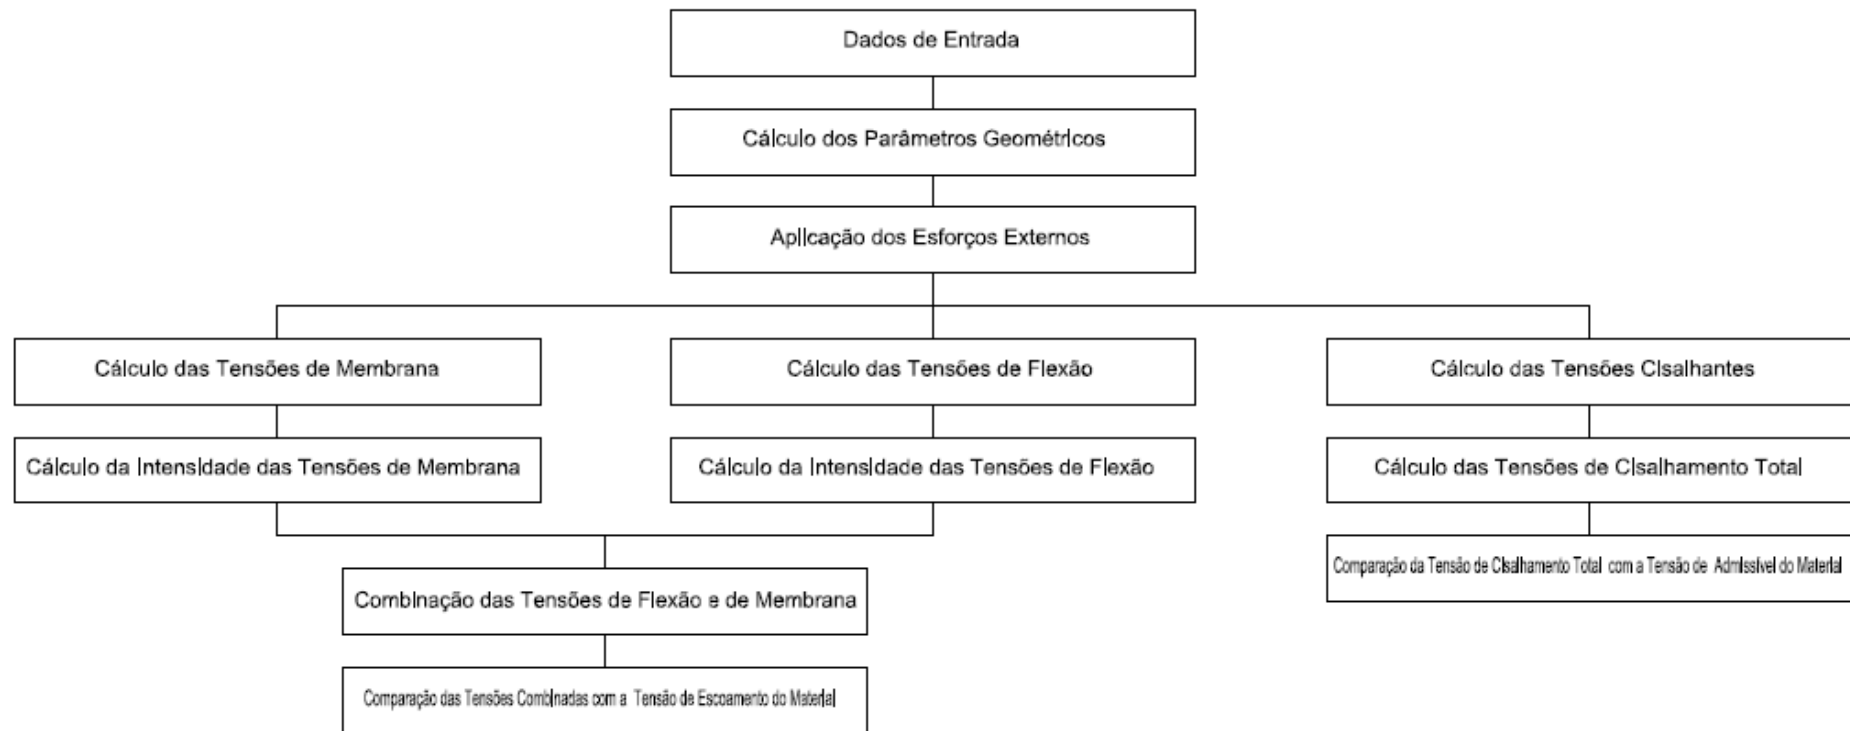 Dados de Entrada
Cálculo dos Parâmetros Geométricos
Aplicação dos Esforços Externos
Cálculo das Tensões de Membrana
Cálculo das Tensões de Flexão
Cálculo das Tensões Cisalhantes
Cálculo da Intensidade das Tensões de Membrana
Cálculo da Intensidade das Tensões de Flexão
Cálculo das Tensões de Cisalhamento Total
Comparação da Tensão de Cisalhamento Total com a Tensão de Admissível do Material
Combinação das Tensões de Flexão e de Membrana
Comparação das Tensões Combinadas com a Tensão de Escoamento do Material